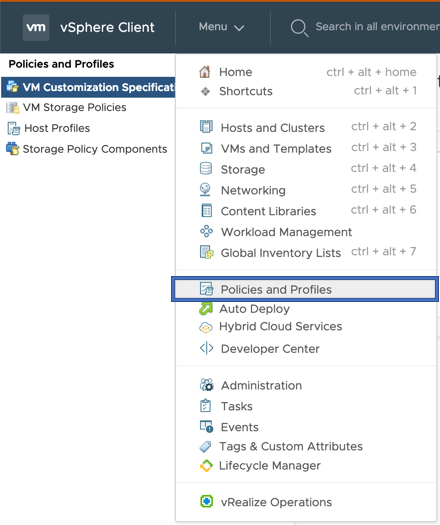 vm vSphere Client Menu Search in all environmen
Policies and Profiles
VM Customization Specificat
VM Storage Policies
Host Profiles
Storage Policy Components
Home ctrl + alt + home
Shortcuts ctrl + alt + 1
Hosts and Clusters ctrl + alt + 2
VMs and Templates ctrl + alt + 3
Storage ctrl + alt + 4
Networking ctrl + alt + 5
Content Libraries ctrl + alt + 6
Workload Management
Global Inventory Lists ctrl + alt + 7
Policies and Profiles
Auto Deploy
Hybrid Cloud Services
Developer Center
Administration
Tasks
Events
Tags & Custom Attributes
Lifecycle Manager
vRealize Operations